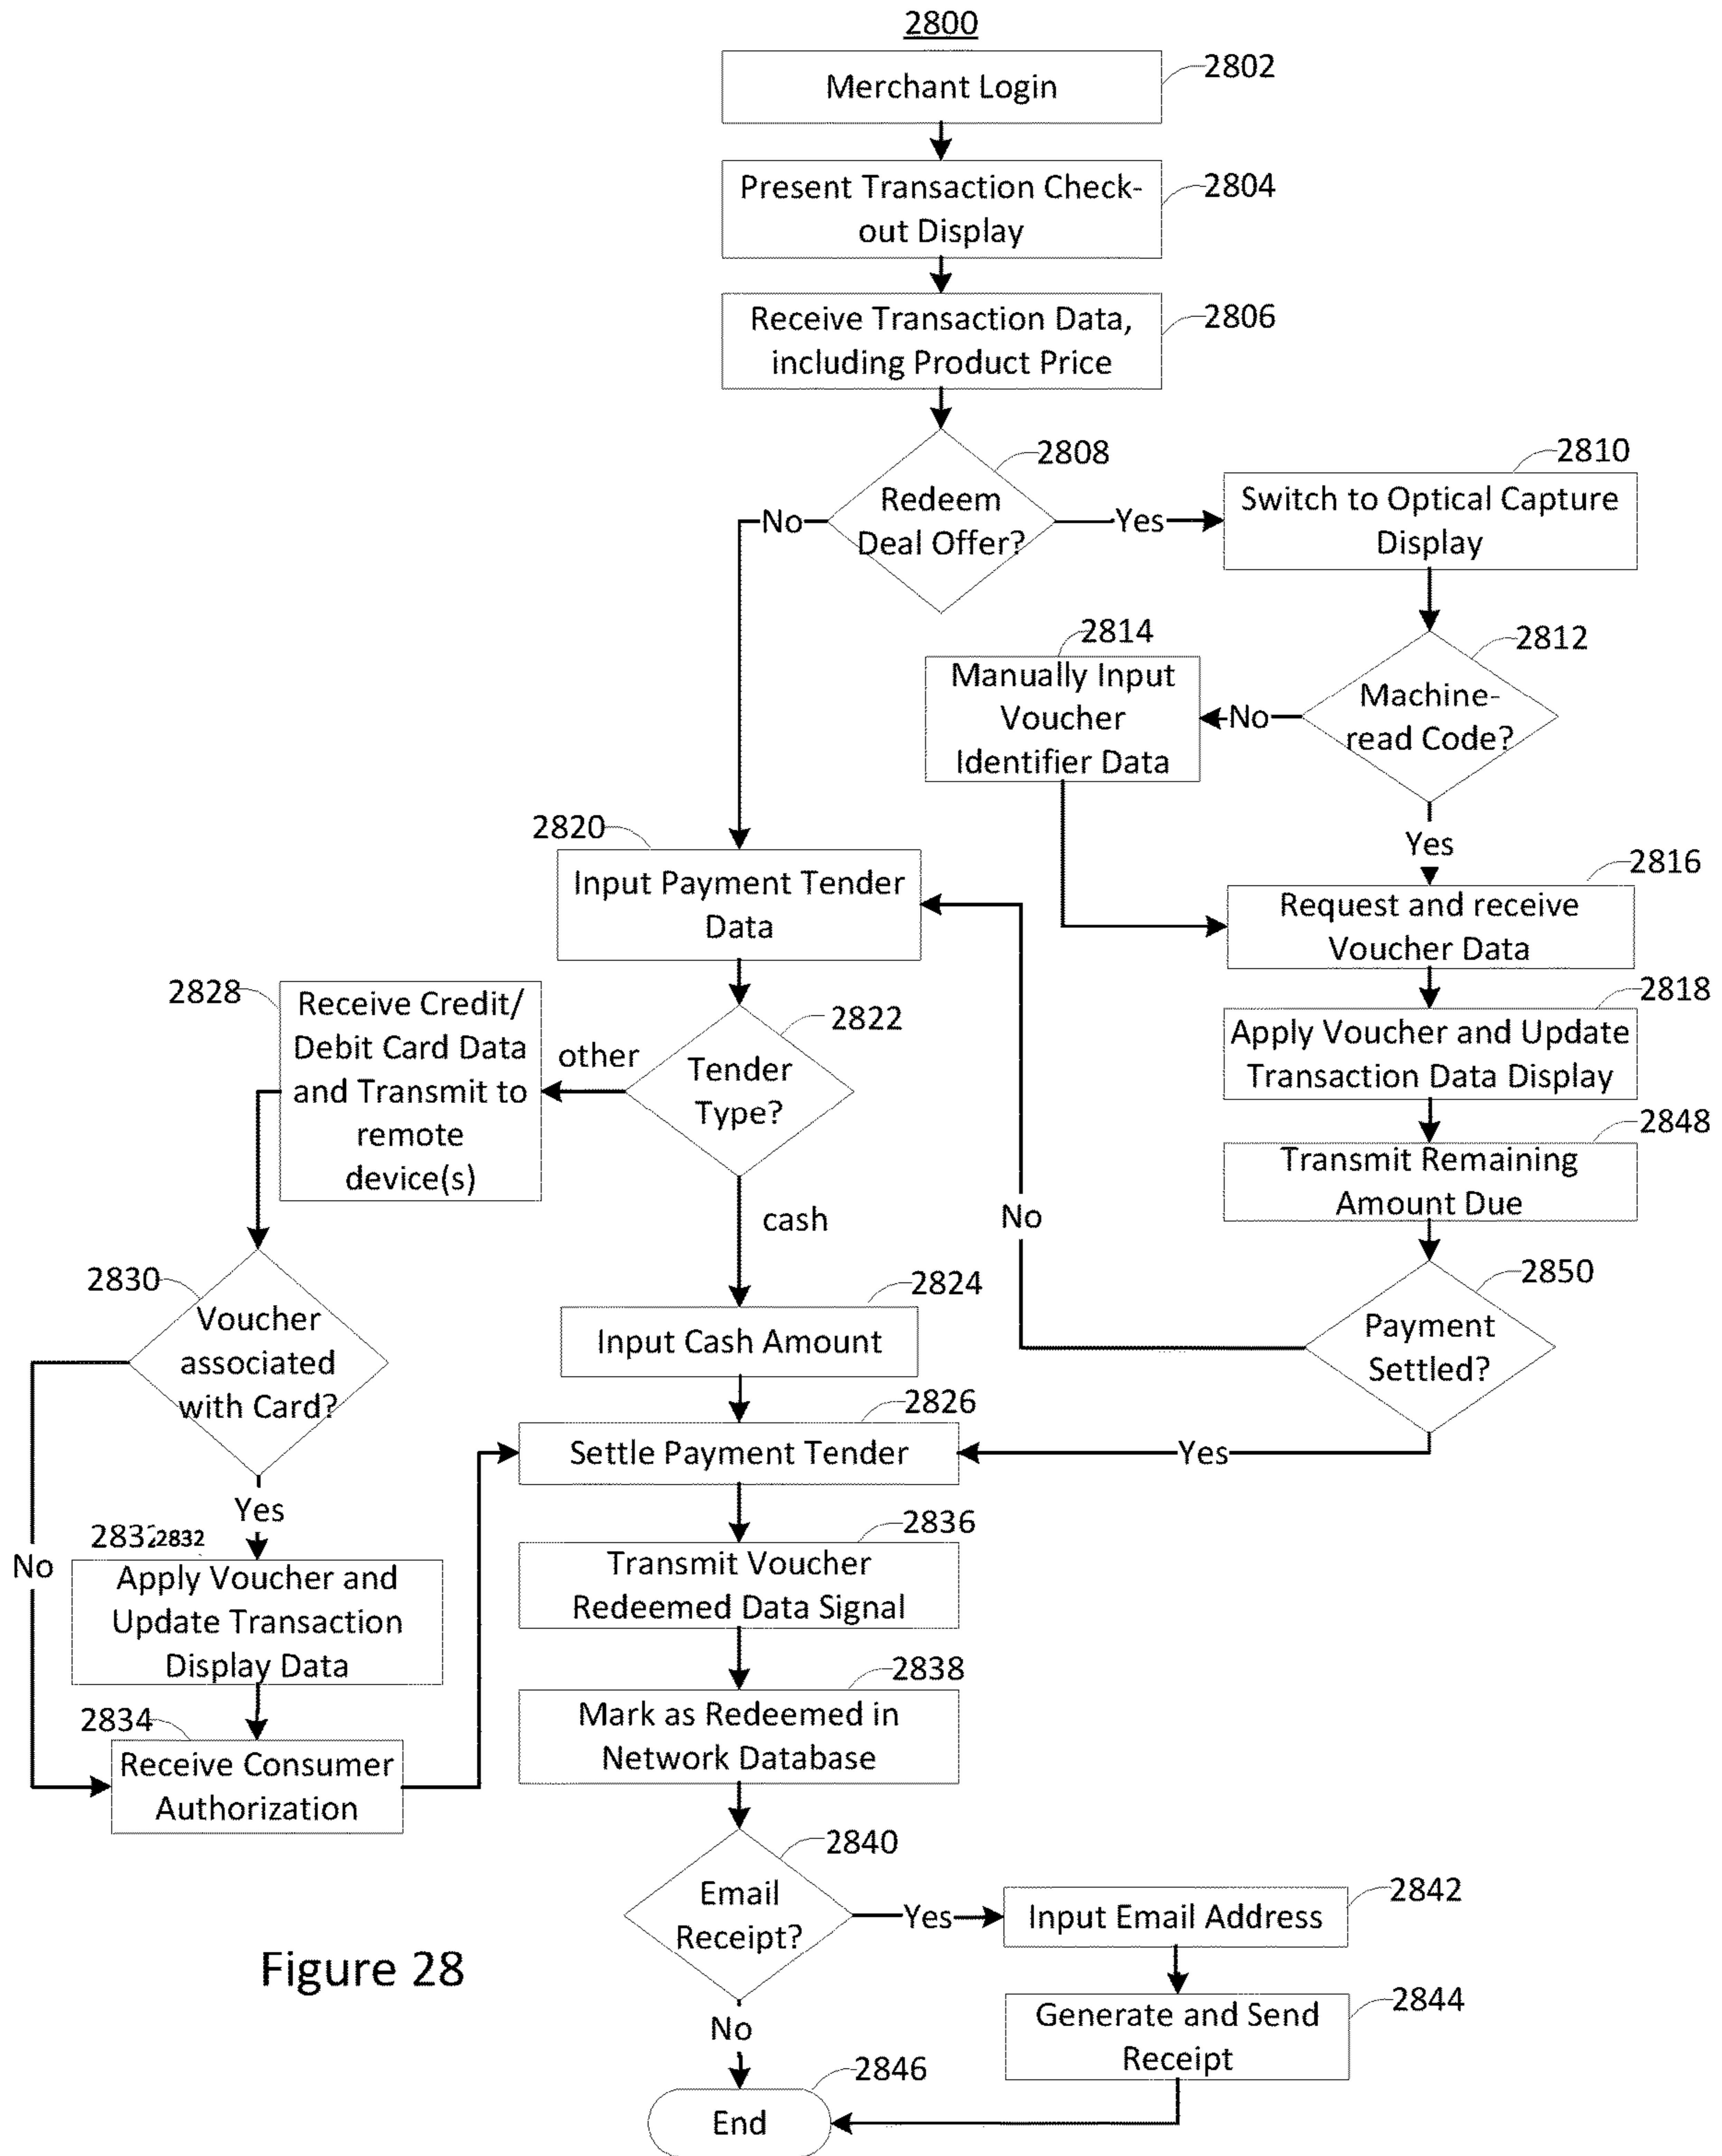 2800
Merchant Login
2802
Present Transaction Check-
out Display
2804
Receive Transaction Data,
including Product Price
2806
Redeem
Deal Offer?
2808
No
Yes
2810
Switch to Optical Capture
Display
2812
Machine-
read Code?
No
2814
Manually Input
Voucher
Identifier Data
Yes
2816
Request and receive
Voucher Data
2818
Apply Voucher and Update
Transaction Data Display
2848
Transmit Remaining
Amount Due
2850
Payment
Settled?
No
Yes
2820
Input Payment Tender
Data
2822
Tender
Type?
other
cash
2828
Receive Credit/
Debit Card Data
and Transmit to
remote
device(s)
2830
Voucher
associated
with Card?
No
Yes
2832
2832
Apply Voucher and
Update Transaction
Display Data
2834
Receive Consumer
Authorization
2824
Input Cash Amount
2826
Settle Payment Tender
2836
Transmit Voucher
Redeemed Data Signal
2838
Mark as Redeemed in
Network Database
2840
Email
Receipt?
Yes
No
2842
Input Email Address
2844
Generate and Send
Receipt
2846
End
Figure 28